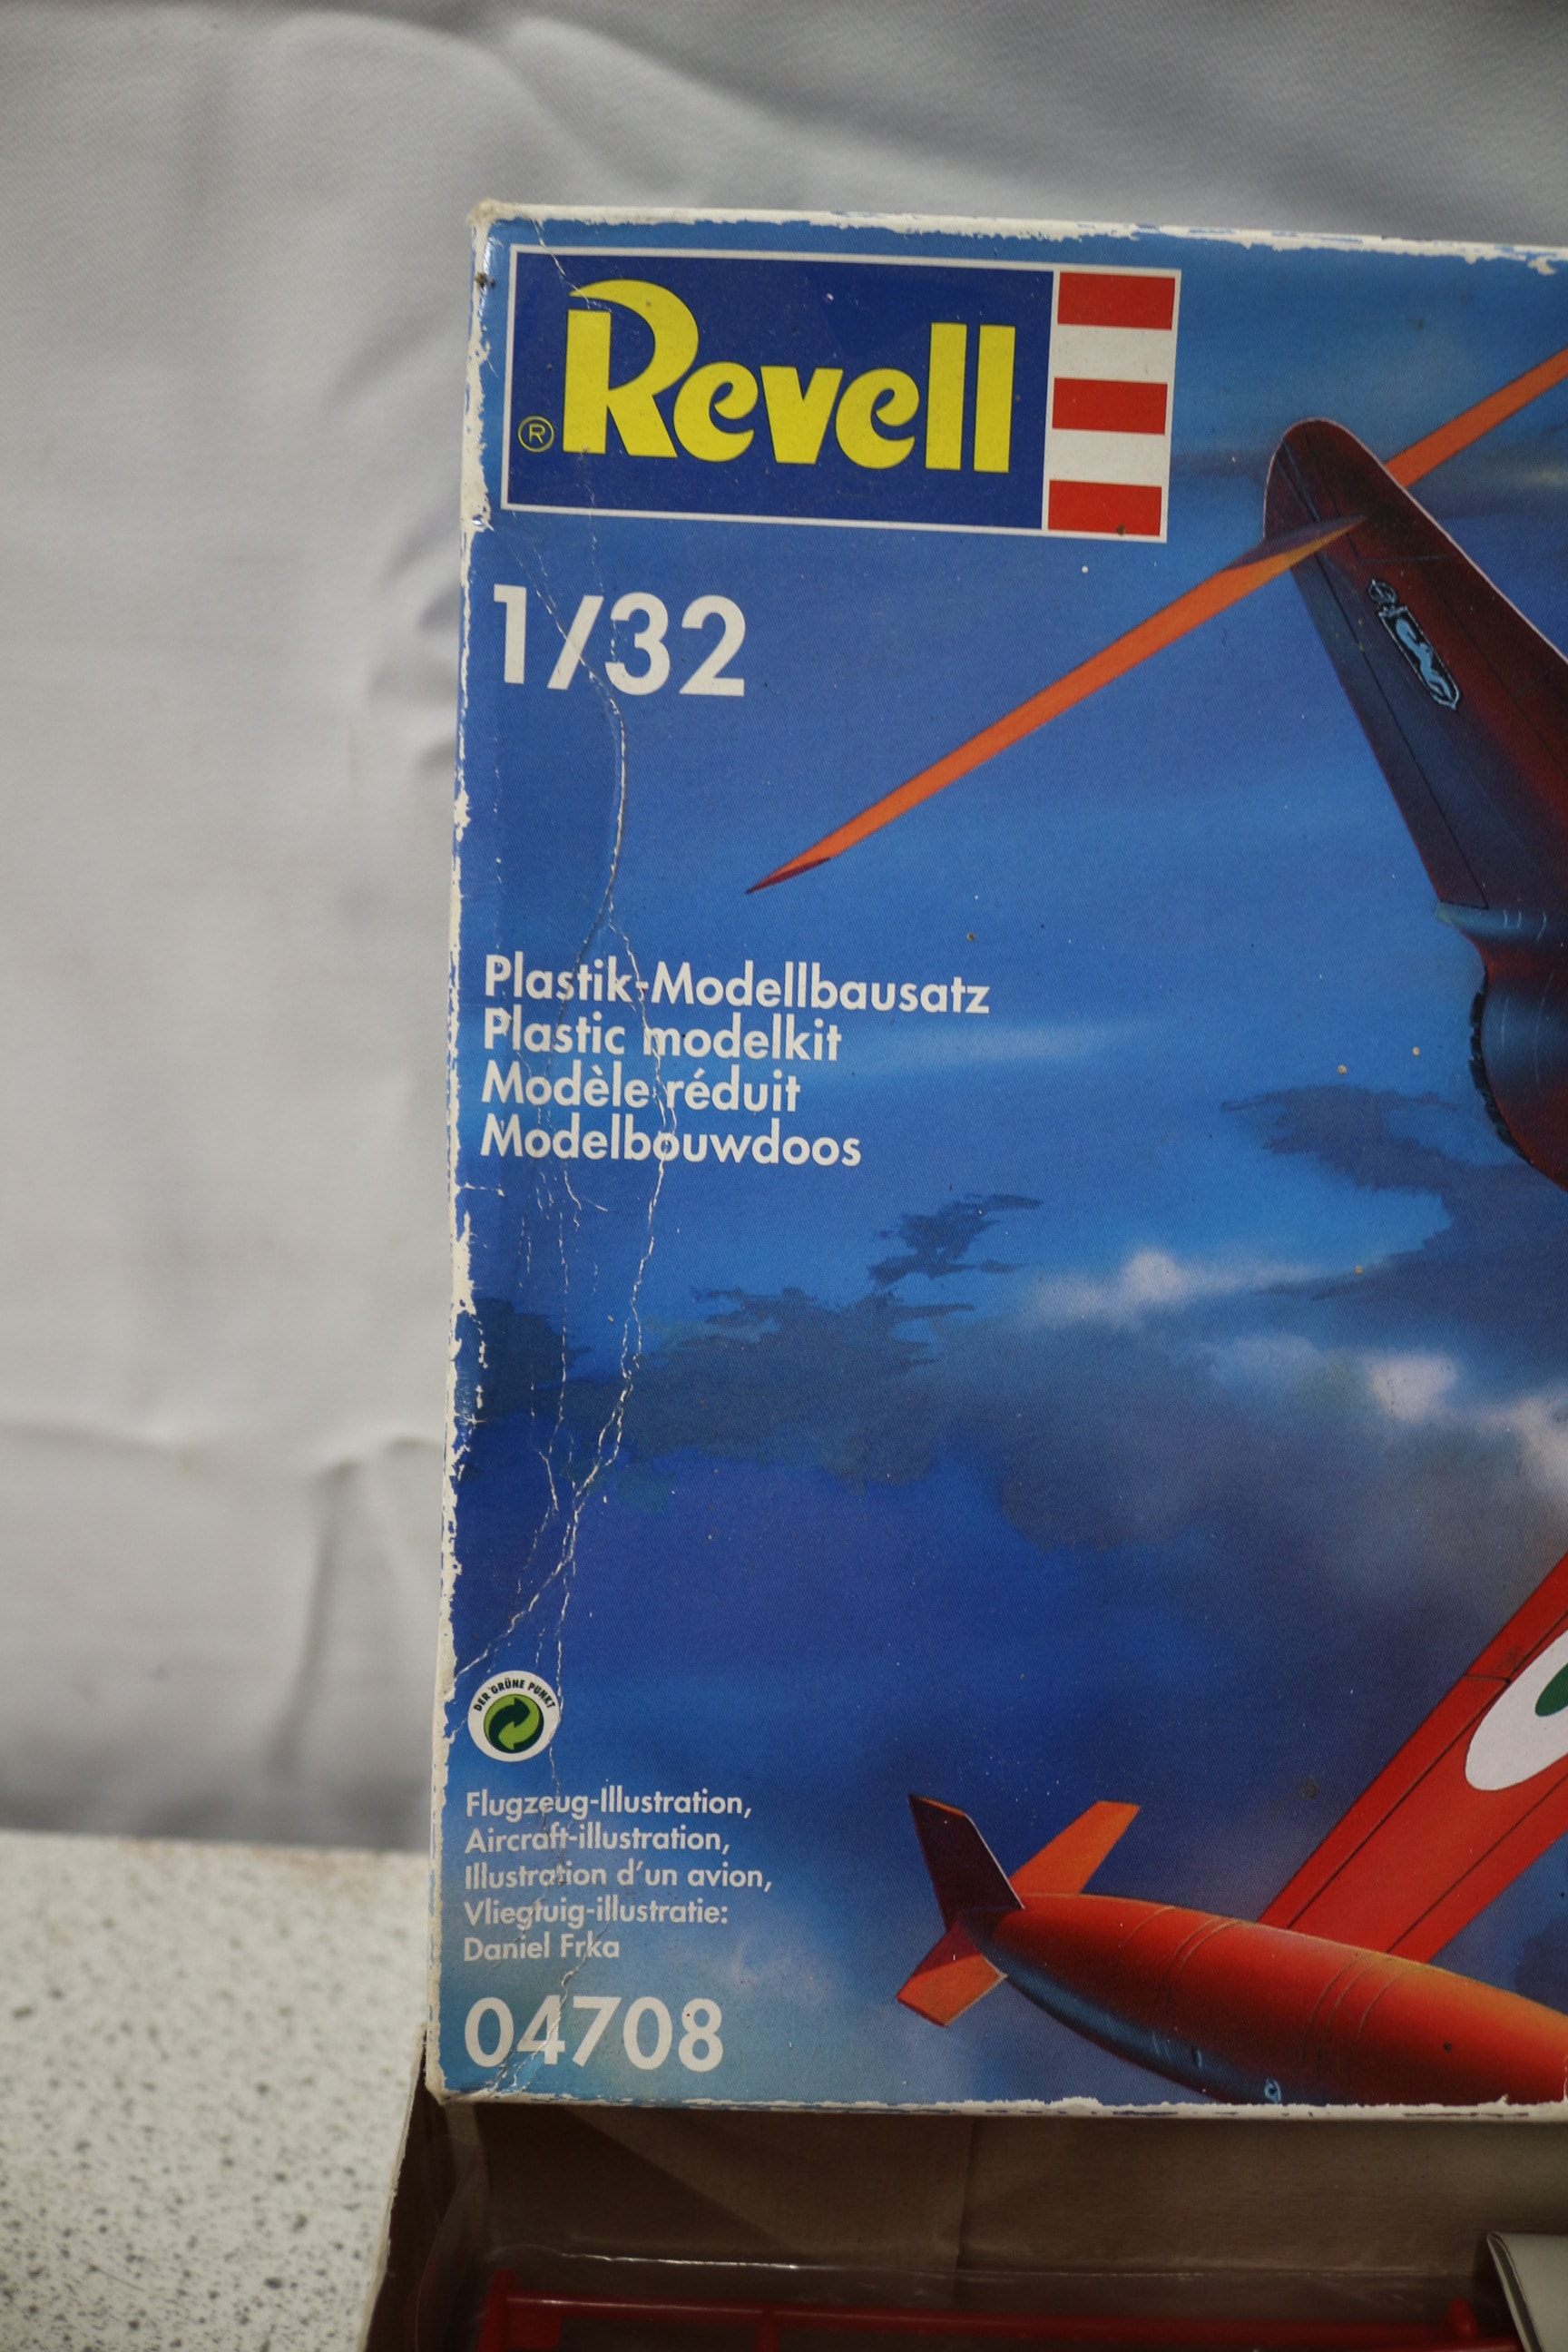 ® Revell
1/32
Plastik-Modellbausatz
Plastic modelkit
Modèle réduit
Modelbouwdoos
DER GRÜNE PUNKT
Flugzeug-Illustration,
Aircraft-illustration,
Illustration d'un avion,
Vliegtuig-illustratie:
Daniel Frka
04708